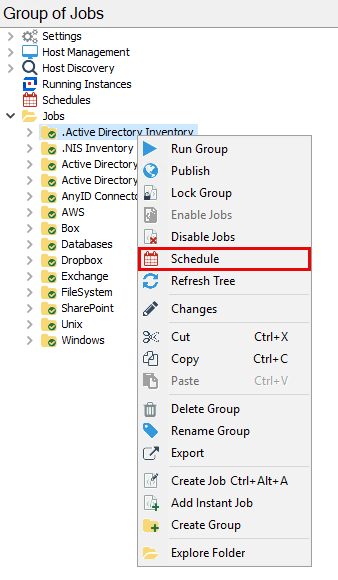 Group of Jobs
Settings
Host Management
Host Discovery
Running Instances
Schedules
Jobs
.Active Directory Inventory
.NIS Inventory
Active Directory
Active Directory
AnyID Connecto
AWS
Box
Databases
Dropbox
Exchange
FileSystem
SharePoint
Unix
Windows
Run Group
Publish
Lock Group
Enable Jobs
Disable Jobs
Schedule
Refresh Tree
Changes
Cut Ctrl+X
Copy Ctrl+C
Paste Ctrl+V
Delete Group
Rename Group
Export
Create Job Ctrl+Alt+A
Add Instant Job
Create Group
Explore Folder